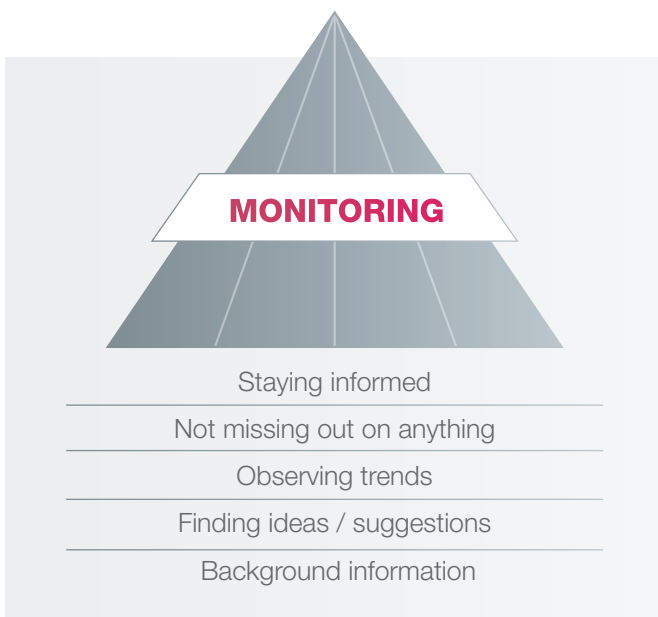 MONITORING
Staying informed
Not missing out on anything
Observing trends
Finding ideas / suggestions
Background information